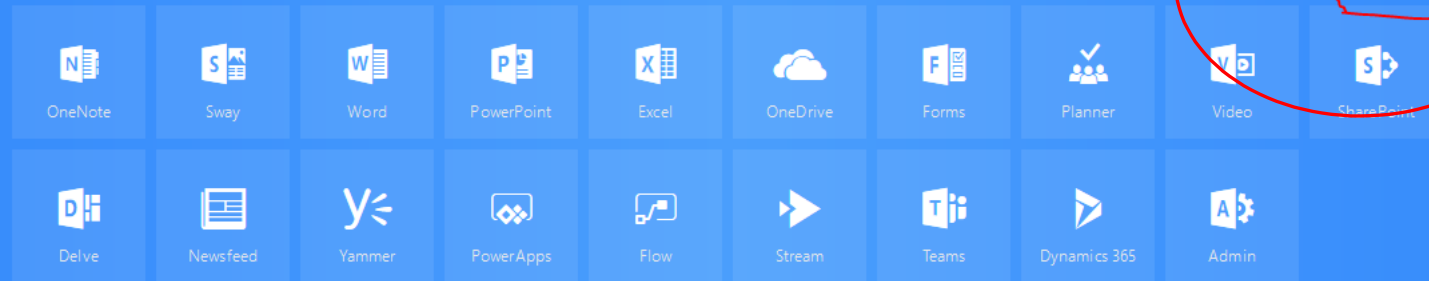 OneNote Sway Word PowerPoint Excel OneDrive Forms Planner Video SharePoint
Delve Newsfeed Yammer PowerApps Flow Stream Teams Dynamics 365 Admin